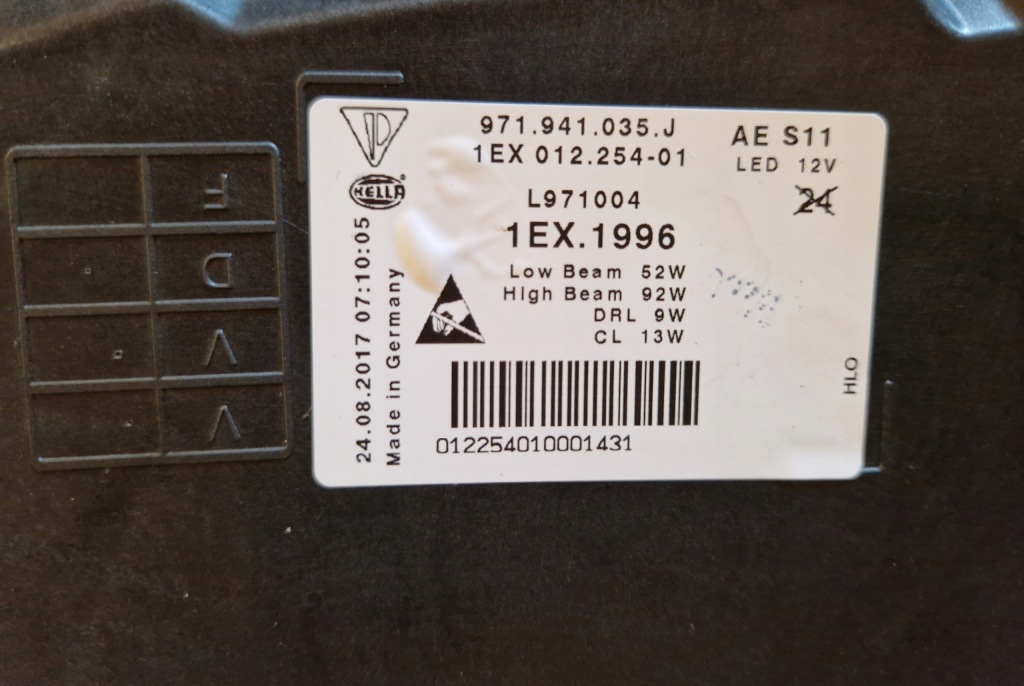 971.941.035.J
1EX 012.254-01
AE S11
LED 12V
24
HELLA
L971004
1EX.1996
Low Beam 52W
High Beam 92W
DRL 9W
CL 13W
24.08.2017 07:10:05
Made in Germany
HLO
012254010001431
F
D
V
V